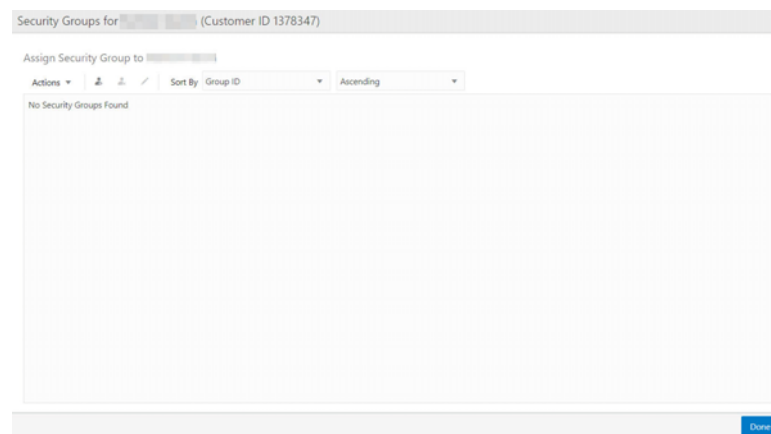 Security Groups for (Customer ID 1378347)
Assign Security Group to
Actions Sort By Group ID Ascending
No Security Groups Found
Done